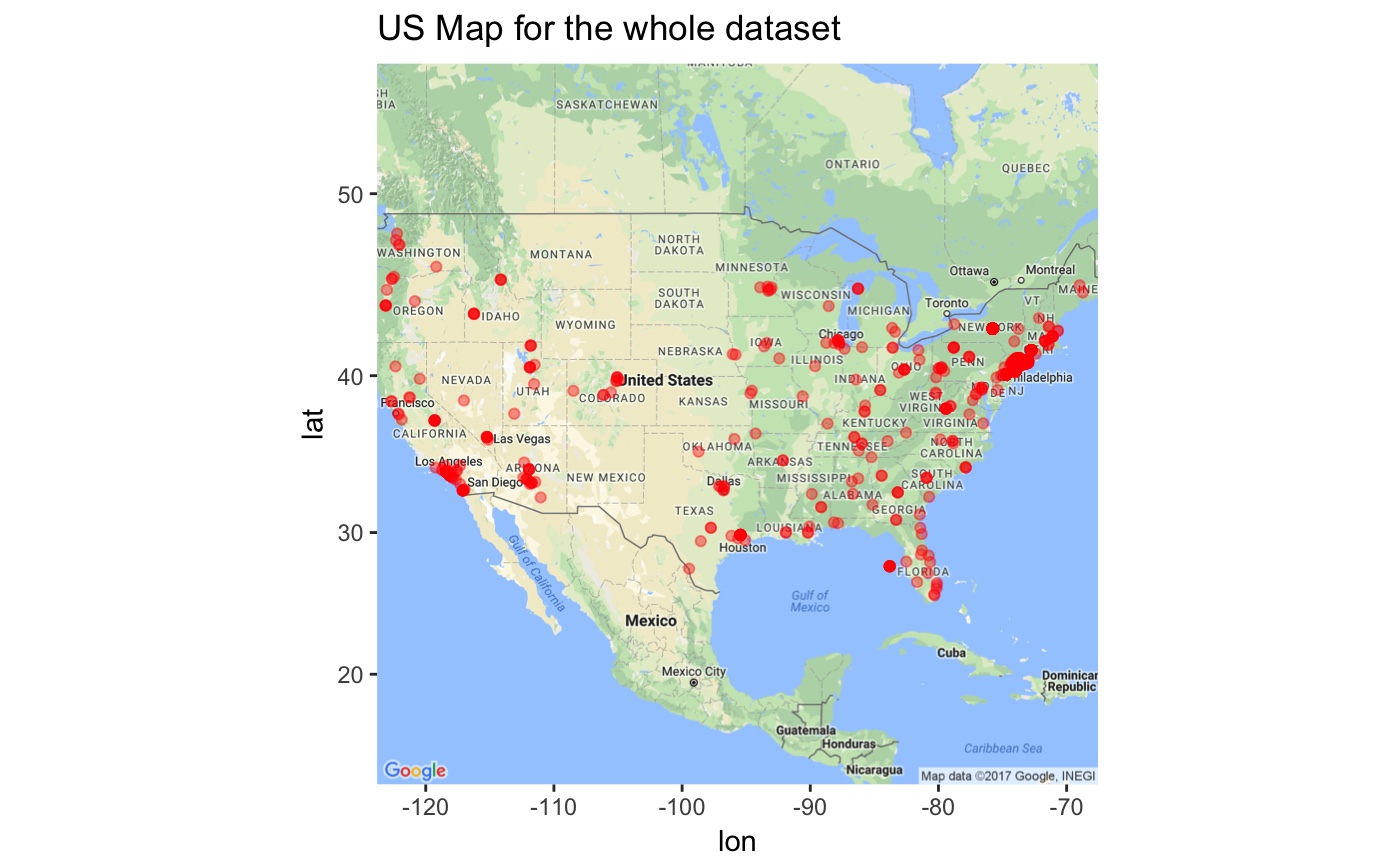 US Map for the whole dataset
MANITOBA
SASKATCHEWAN
ONTARIO
QUEBEC
50
WASHINGTON
MONTANA
NORTH
DAKOTA
MINNESOTA
Ottawa
Montreal
MAINE
SOUTH
DAKOTA
WISCONSIN
MICHIGAN
Toronto
VT
NH
OREGON
IDAHO
WYOMING
Chicago
NEW YORK
MA
RI
NEBRASKA
IOWA
ILLINOIS
OHIO
PENN
40
NEVADA
UTAH
United States
COLORADO
KANSAS
MISSOURI
INDIANA
WEST
VIRGINIA
MD
DE
NJ
Philadelphia
Francisco
CALIFORNIA
Las Vegas
KENTUCKY
VIRGINIA
OKLAHOMA
TENNESSEE
NORTH
CAROLINA
Los Angeles
San Diego
ARIZONA
NEW MEXICO
ARKANSAS
Dallas
MISSISSIPPI
ALABAMA
SOUTH
CAROLINA
GEORGIA
TEXAS
LOUISIANA
30
Houston
Gulf of California
FLORIDA
Gulf of
Mexico
Mexico
Cuba
20
Mexico City
Dominican
Republic
Guatemala
Honduras
Nicaragua
Caribbean Sea
Google
Map data ©2017 Google, INEGI
-120
-110
-100
-90
-80
-70
lon
lat